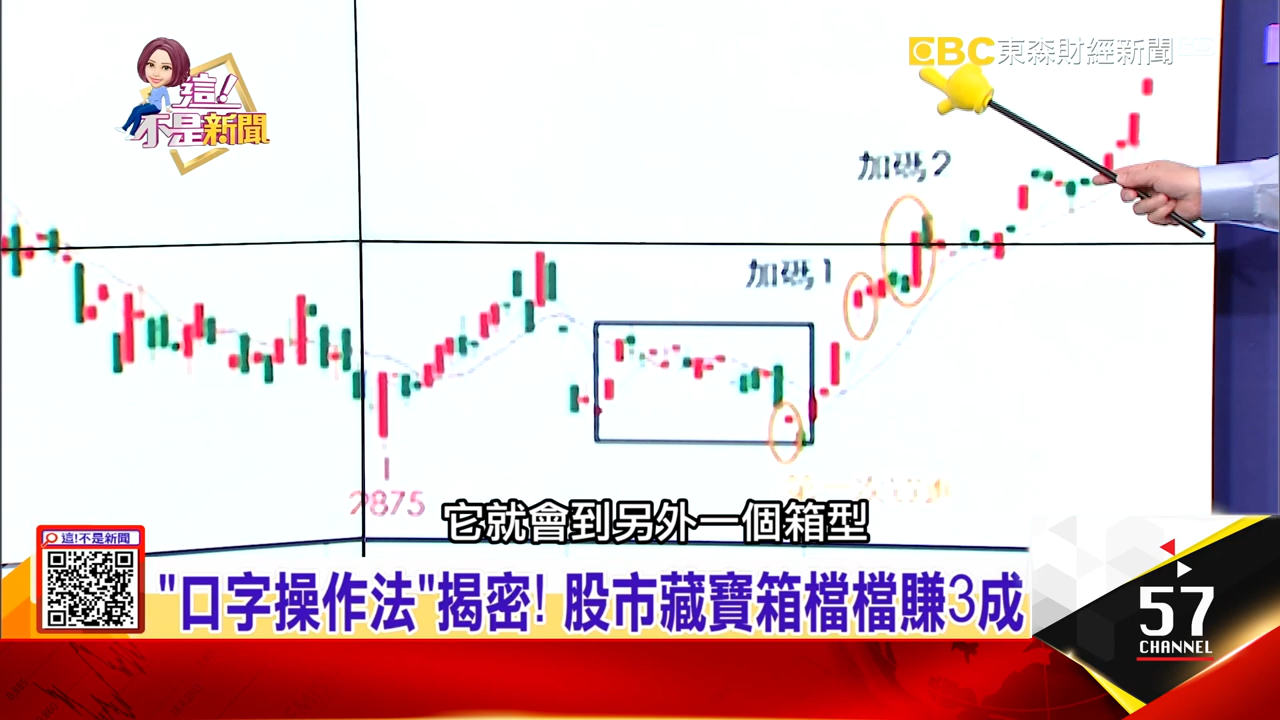 這!
不是新聞
EBC東森財經新聞
加碼2
加碼1
2875
它就會到另外一個箱型
這!不是新聞
"口字操作法"揭密! 股市藏寶箱檔檔賺3成
57
CHANNEL